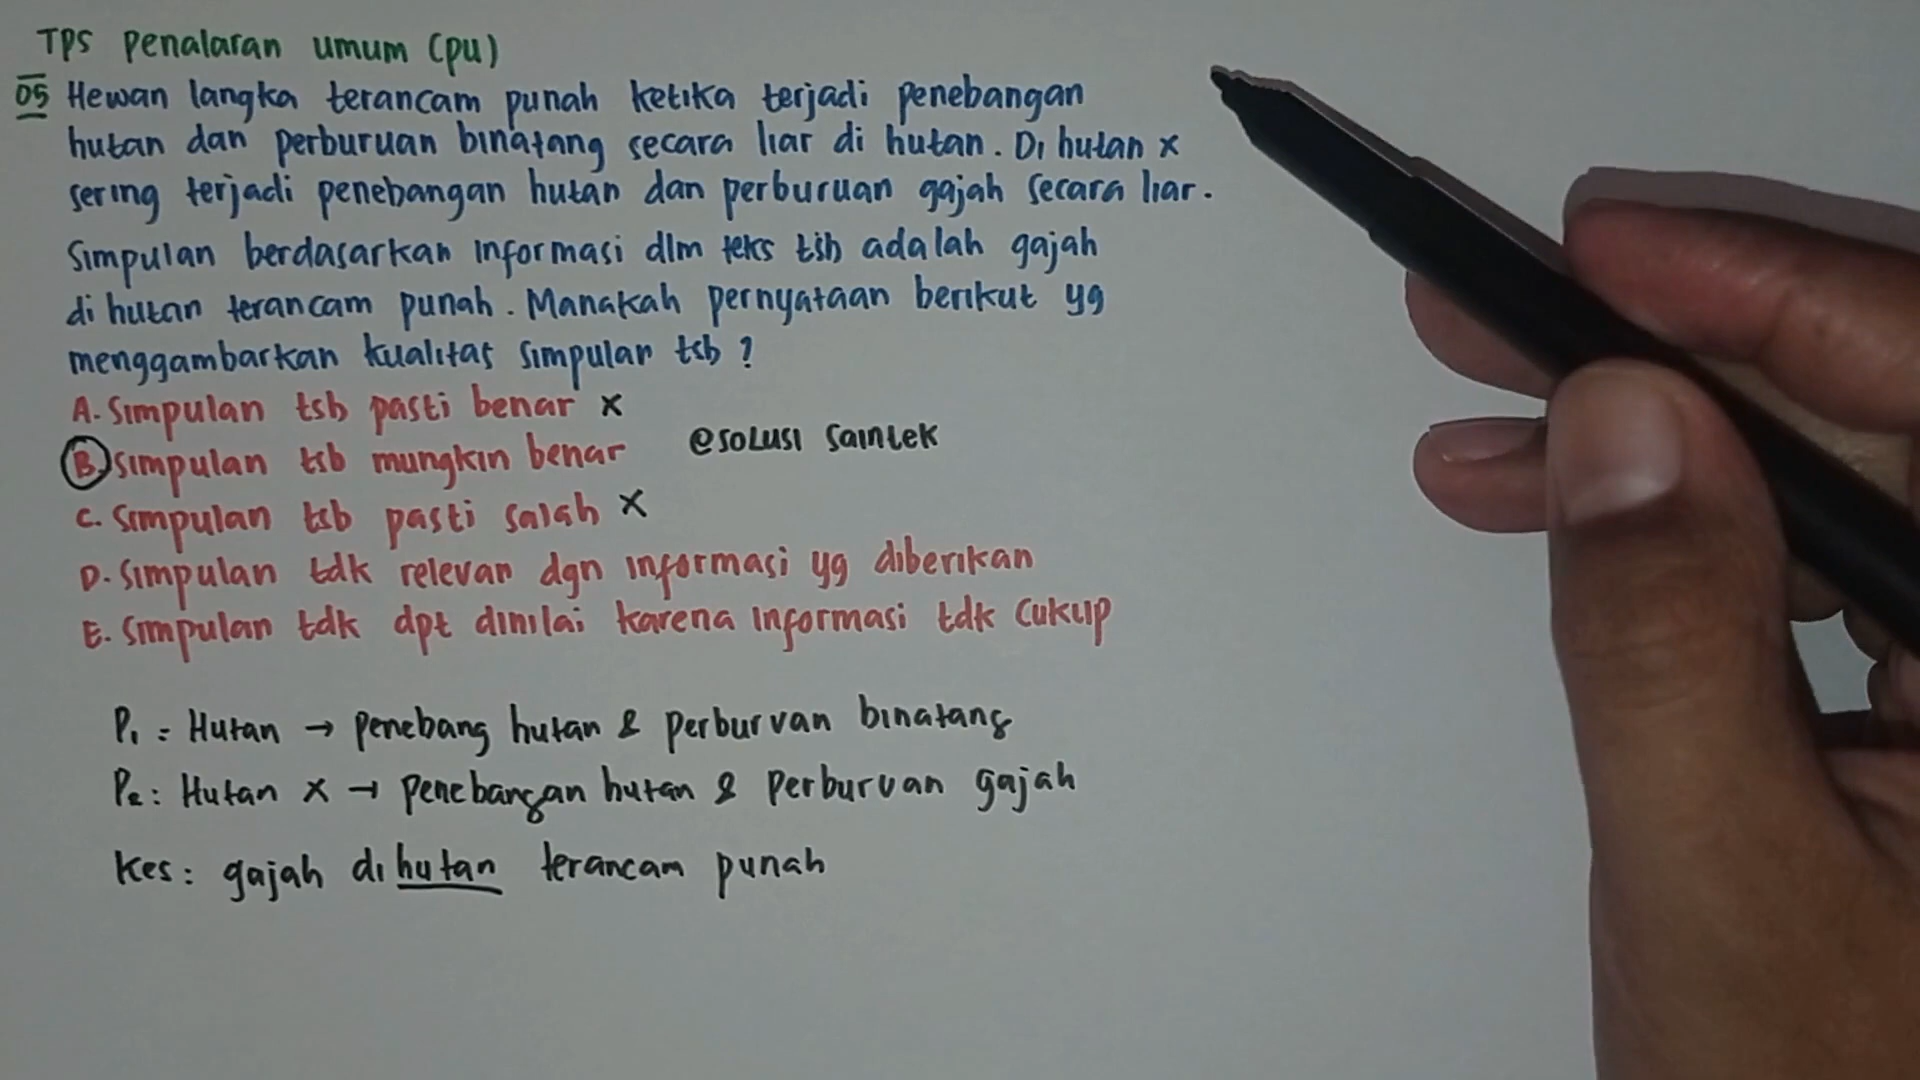 TPS Penalaran umum (PU)
05 Hewan langka terancam punah ketika terjadi penebangan
hutan dan perburuan binatang secara liar di hutan. Di hutan x
sering terjadi penebangan hutan dan perburuan gajah secara liar.
Simpulan berdasarkan informasi dlm teks tsb adalah gajah
di hutan terancam punah. Manakah pernyataan berikut yg
menggambarkan kualitas simpulan tsb?
A. Simpulan tsb pasti benar x
B. Simpulan tsb mungkin benar @solusi saintek
C. Simpulan tsb pasti salah x
D. Simpulan tdk relevan dgn informasi yg diberikan
E. Simpulan tdk dpt dinilai karena informasi tdk cukup
P1 = Hutan → penebang hutan & perburuan binatang
P2: Hutan x → penebangan hutan & perburuan gajah
Kes: gajah di hutan terancam punah